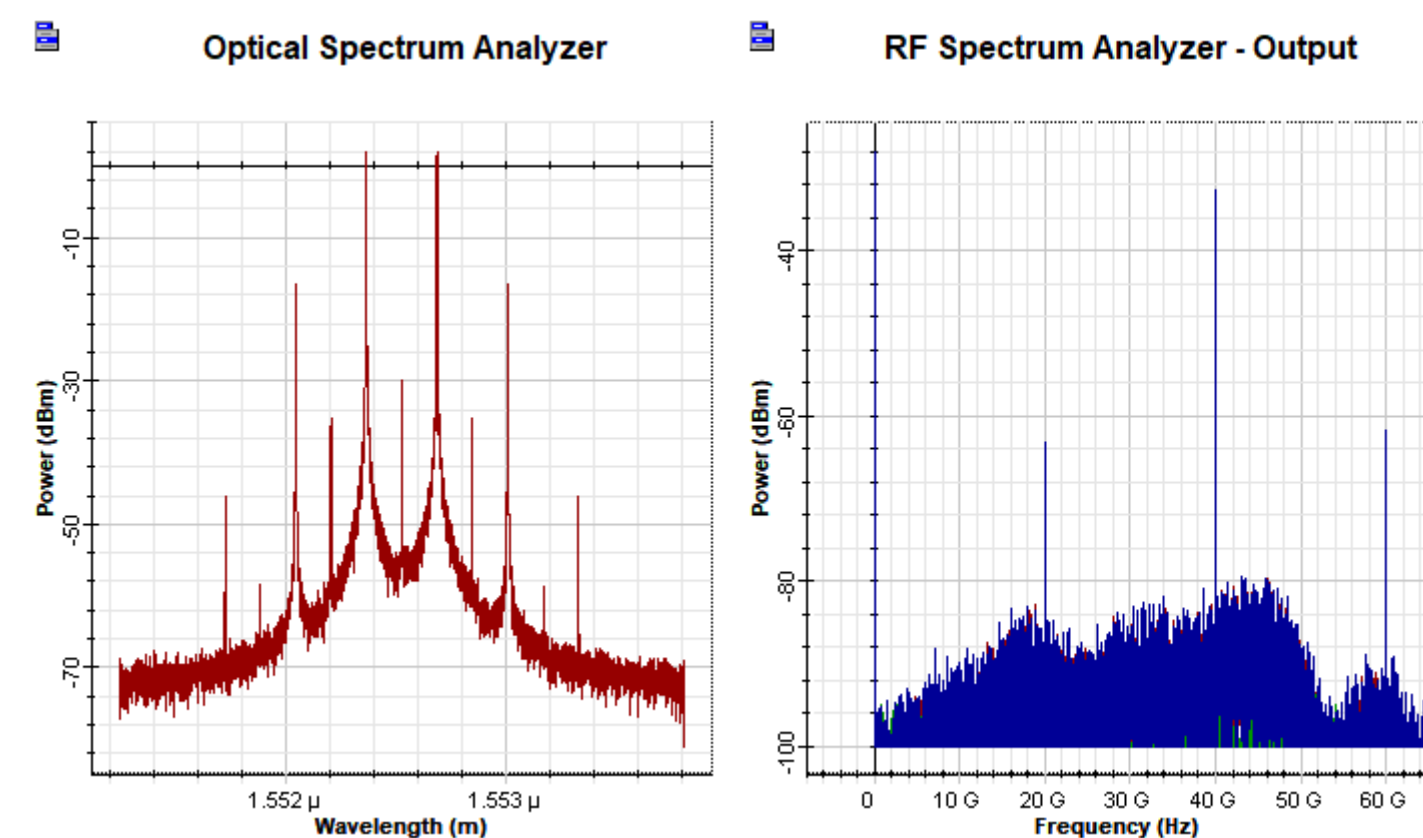 Optical Spectrum Analyzer
Power (dBm)
-10
-30
-50
-70
1.552 µ
1.553 µ
Wavelength (m)
RF Spectrum Analyzer - Output
Power (dBm)
-40
-60
-80
-100
0
10 G
20 G
30 G
40 G
50 G
60 G
Frequency (Hz)